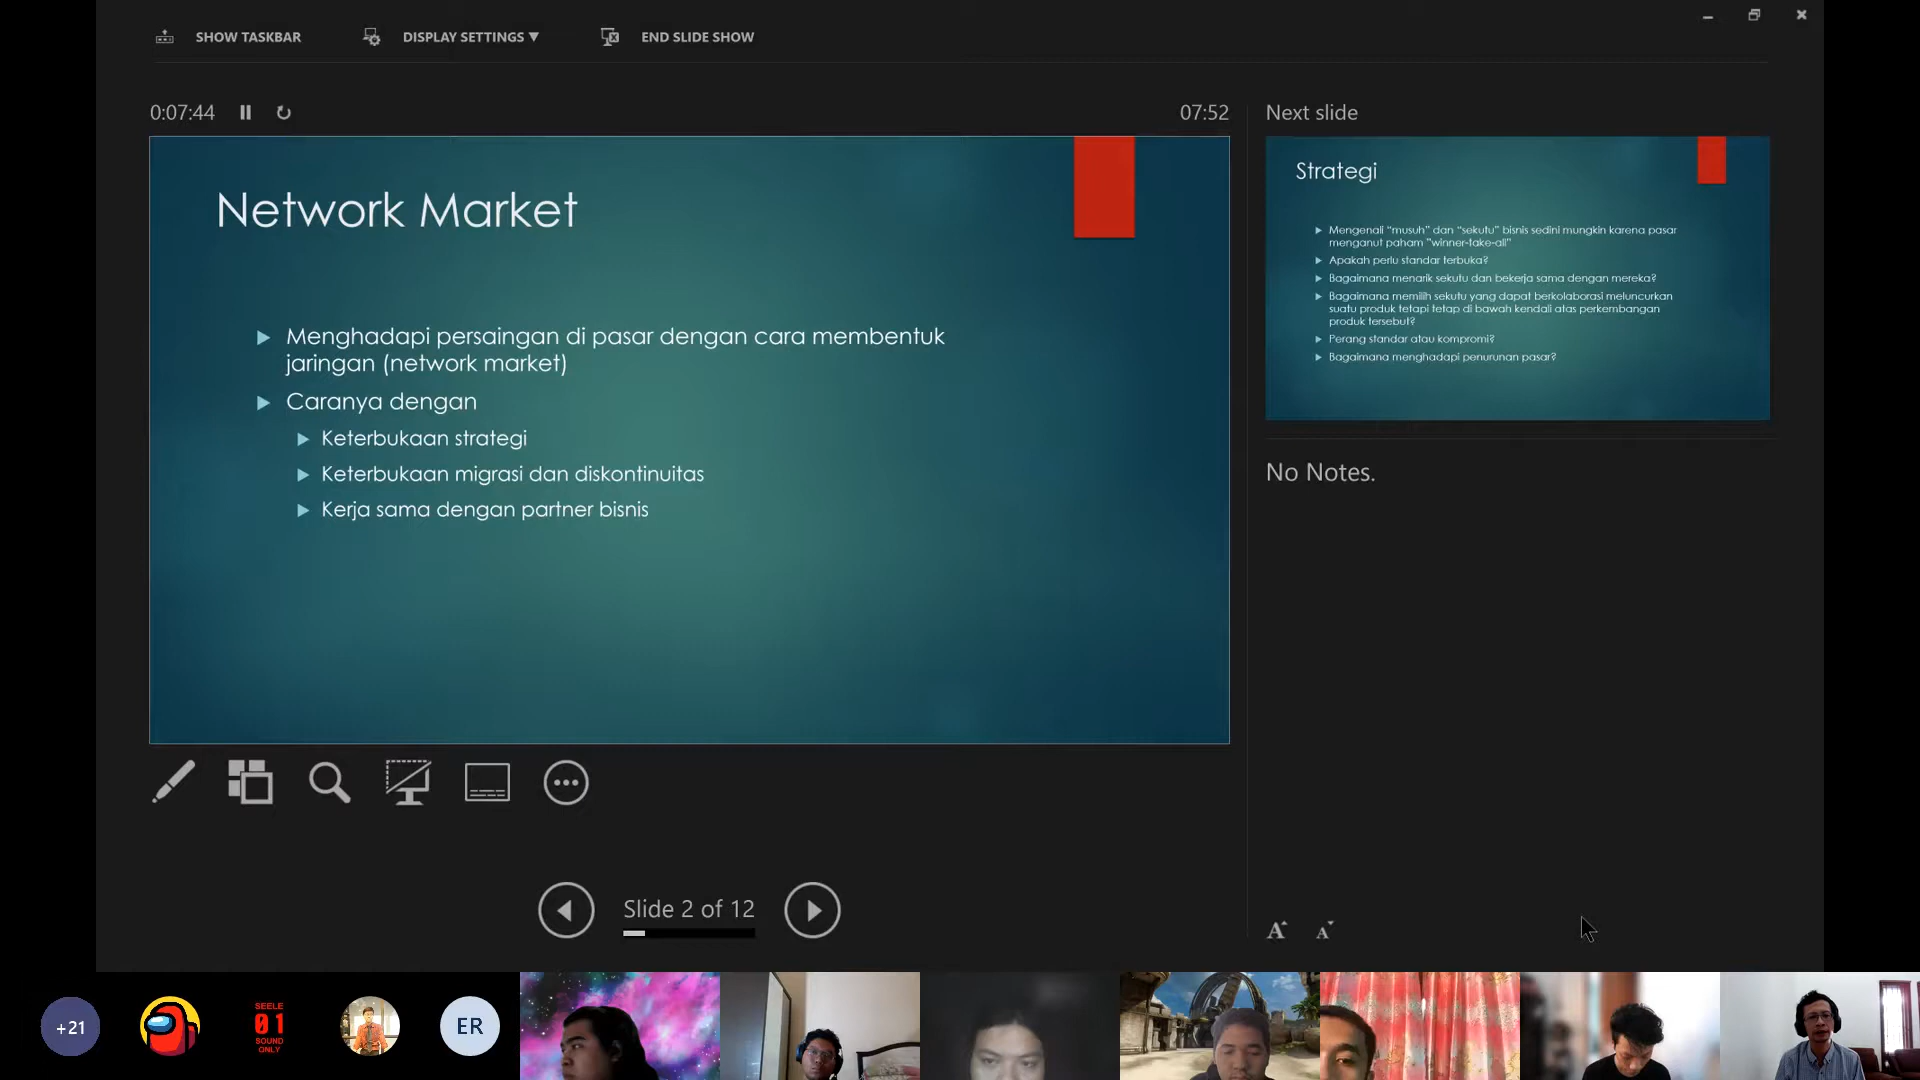 SHOW TASKBAR
DISPLAY SETTINGS ▼
END SLIDE SHOW
0:07:44
07:52
Next slide
Network Market
Menghadapi persaingan di pasar dengan cara membentuk
jaringan (network market)
Caranya dengan
Keterbukaan strategi
Keterbukaan migrasi dan diskontinuitas
Kerja sama dengan partner bisnis
Strategi
Mengenali “musuh” dan “sekutu” bisnis sedini mungkin karena pasar
menganut paham “winner-take-all”
Apakah perlu standar terbuka?
Bagaimana menarik sekutu dan bekerja sama dengan mereka?
Bagaimana memilih sekutu yang dapat berkolaborasi meluncurkan
suatu produk tetapi tetap di bawah kendali atas perkembangan
produk tersebut?
Perang standar atau kompromi?
Bagaimana menghadapi penurunan pasar?
No Notes.
Slide 2 of 12
A A
+21
SEELE
01
SOUND
ONLY
ER